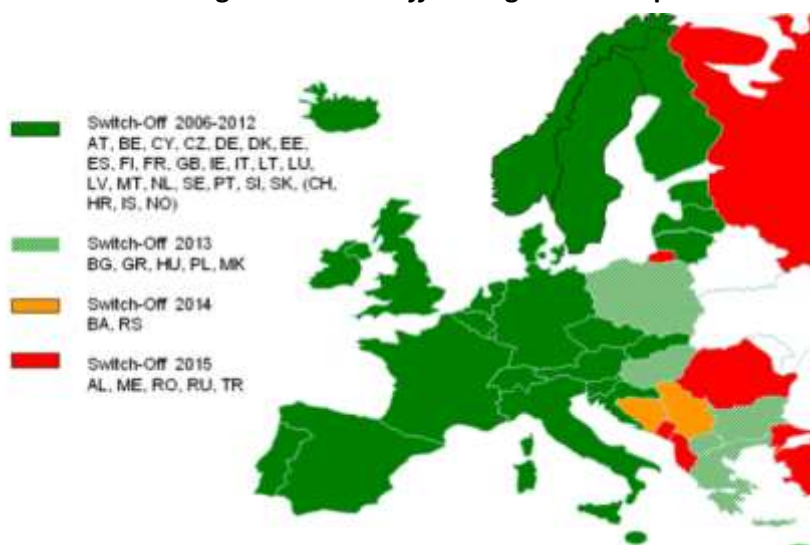 Switch-Off 2006-2012
AT, BE, CY, CZ, DE, DK, EE,
ES, FI, FR, GB, IE, IT, LT, LU,
LV, MT, NL, SE, PT, SI, SK, (CH,
HR, IS, NO)
Switch-Off 2013
BG, GR, HU, PL, MK
Switch-Off 2014
BA, RS
Switch-Off 2015
AL, ME, RO, RU, TR